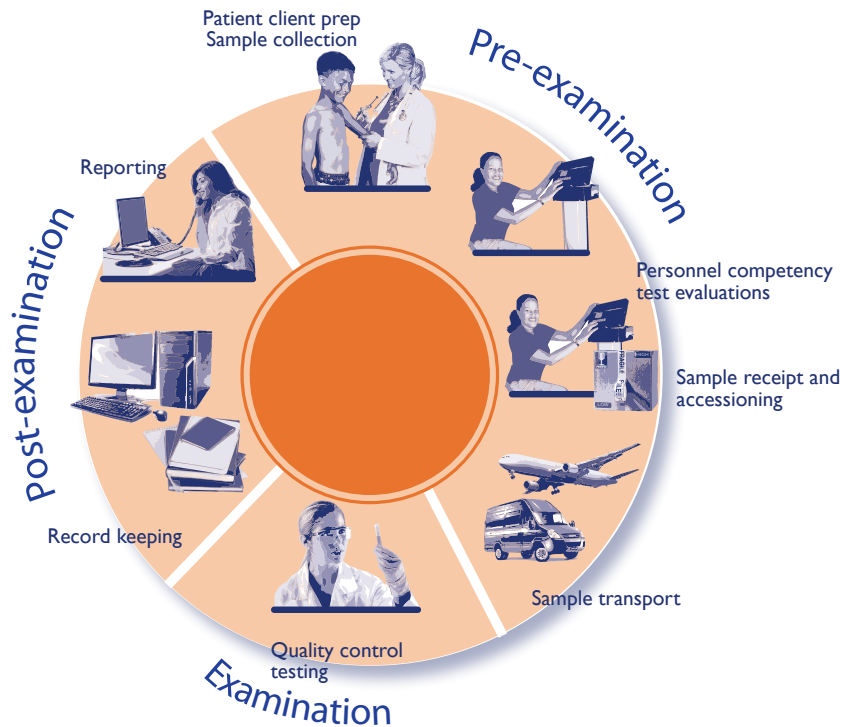 Patient client prep
Sample collection
Pre-examination
Personnel competency
test evaluations
FRAGILE
Sample receipt and
accessioning
Sample transport
Quality control
testing
Examination
Record keeping
Post-examination
Reporting